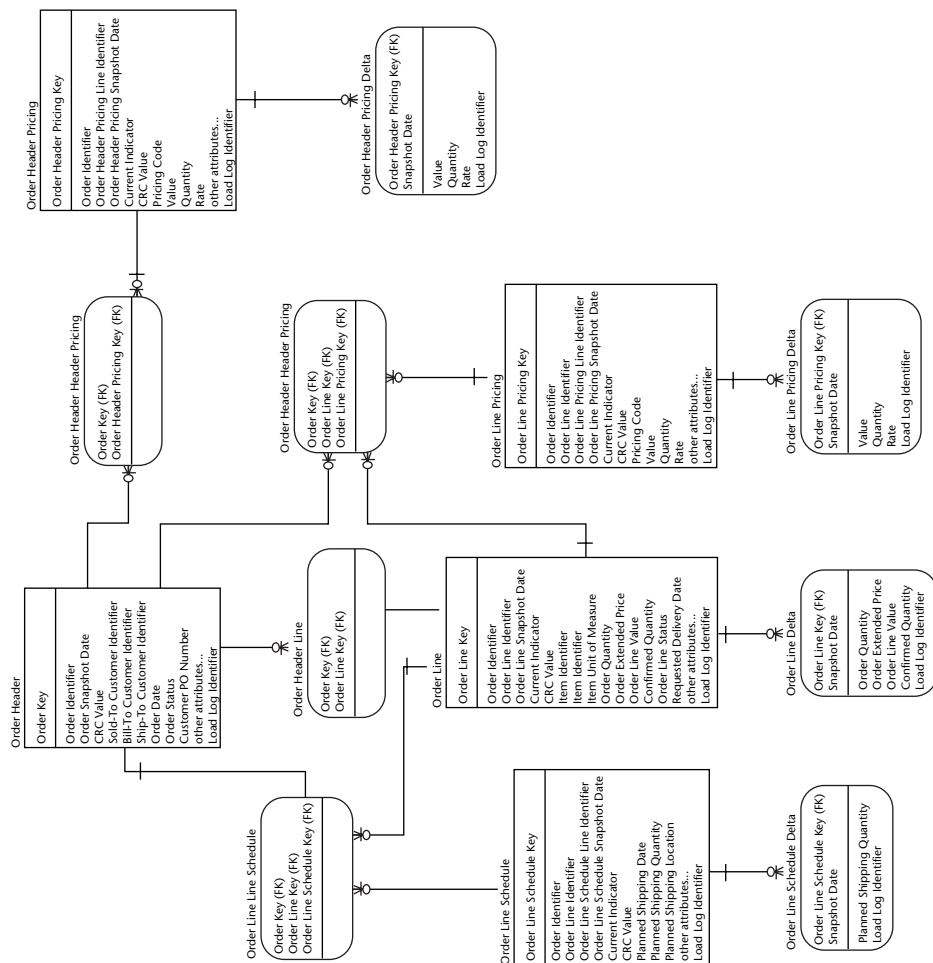 Order Header Pricing
Order Header Pricing Key
Order Identifier
Order Header Pricing Line Identifier
Order Header Pricing Snapshot Date
Current Indicator
CRC Value
Pricing Code
Value
Quantity
Rate
other attributes...
Load Log Identifier
Order Header Pricing Delta
Order Header Pricing Key (FK)
Snapshot Date
Value
Quantity
Rate
Load Log Identifier
Order Header Header Pricing
Order Key (FK)
Order Header Pricing Key (FK)
Order Header Header Pricing
Order Key (FK)
Order Line Key (FK)
Order Line Pricing Key (FK)
Order Line Pricing
Order Line Pricing Key
Order Identifier
Order Line Identifier
Order Line Pricing Line Identifier
Order Line Pricing Snapshot Date
Current Indicator
CRC Value
Pricing Code
Value
Quantity
Rate
other attributes...
Load Log Identifier
Order Line Pricing Delta
Order Line Pricing Key (FK)
Snapshot Date
Value
Quantity
Rate
Load Log Identifier
Order Header
Order Key
Order Identifier
Order Snapshot Date
CRC Value
Sold-To Customer Identifier
Bill-To Customer Identifier
Ship-To Customer Identifier
Order Date
Order Status
Customer PO Number
other attributes...
Load Log Identifier
Order Header Line
Order Key (FK)
Order Line Key (FK)
Order Line
Order Line Key
Order Identifier
Order Line Identifier
Order Line Snapshot Date
Current Indicator
CRC Value
Item Identifier
Item Identifier
Item Unit of Measure
Order Quantity
Order Extended Price
Order Line Value
Confirmed Quantity
Order Line Status
Requested Delivery Date
other attributes...
Load Log Identifier
Order Line Delta
Order Line Key (FK)
Snapshot Date
Order Quantity
Order Extended Price
Order Line Value
Confirmed Quantity
Load Log Identifier
Order Line Schedule
Order Key (FK)
Order Line Key (FK)
Order Line Schedule Key (FK)
Order Line Schedule
Order Line Schedule Key
Order Identifier
Order Line Identifier
Order Line Schedule Line Identifier
Order Line Schedule Snapshot Date
Current Indicator
CRC Value
Planned Shipping Date
Planned Shipping Quantity
Planned Shipping Location
other attributes...
Load Log Identifier
Order Line Schedule Delta
Order Line Schedule Key (FK)
Snapshot Date
Planned Shipping Quantity
Load Log Identifier